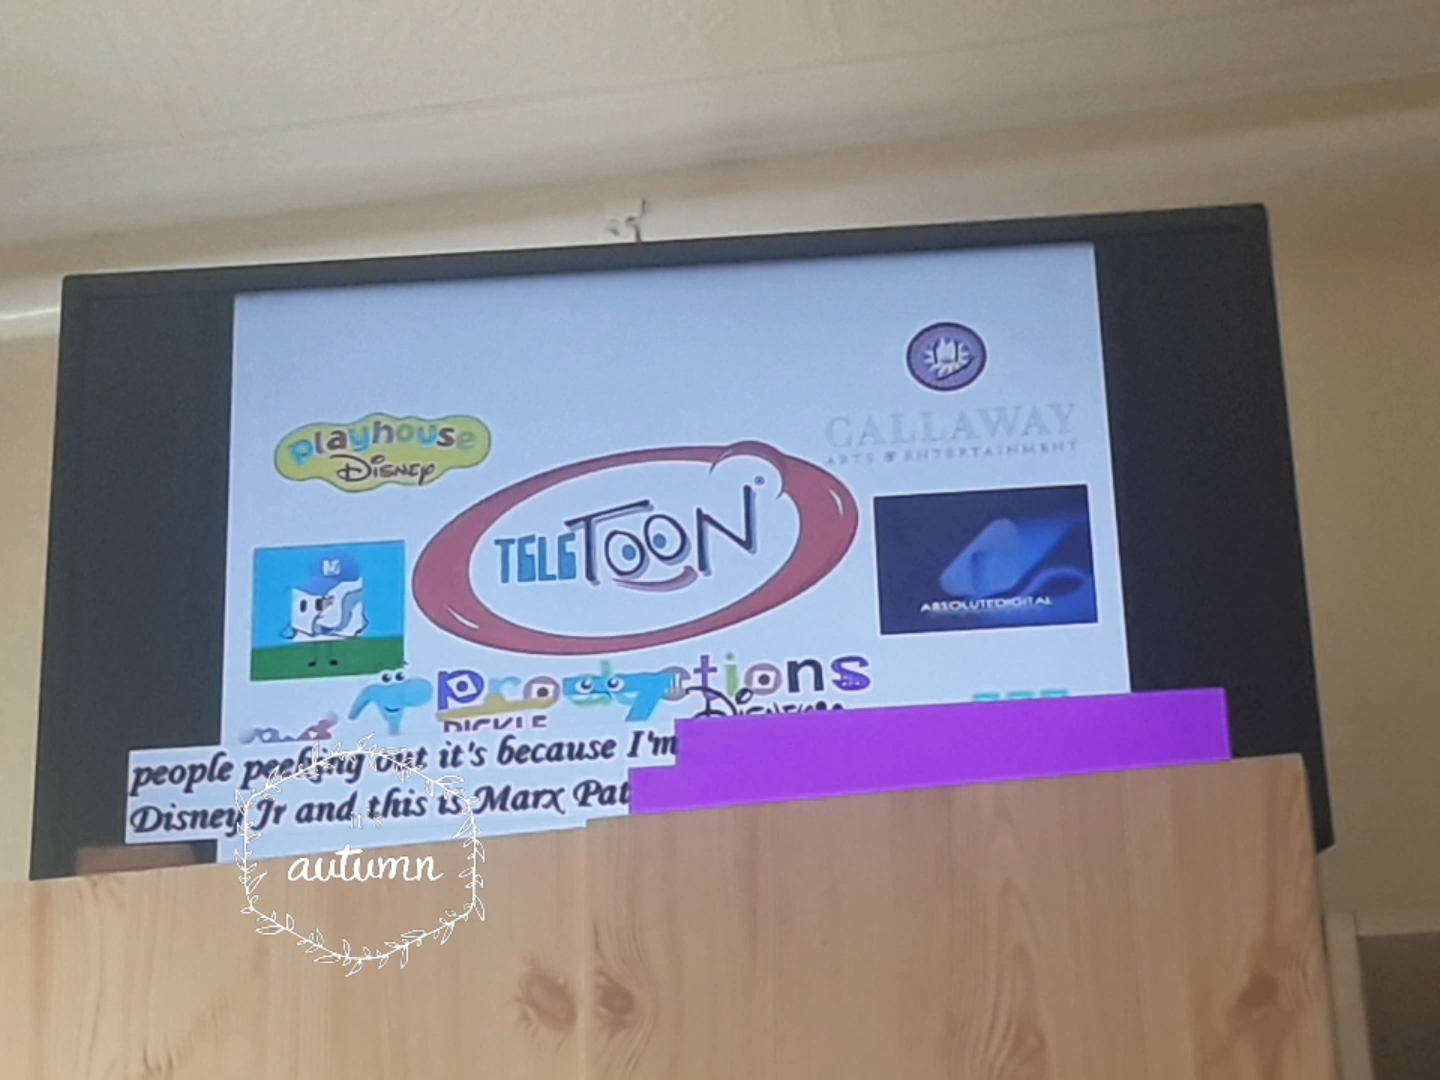 CALLAWAY
ARTS & ENTERTAINMENT
playhouse
Disney
TELETOON®
ABSOLUTEDIGITAL
Productions
people peeking out it's because I'm
Disney Jr and this is Marx Pat
autumn